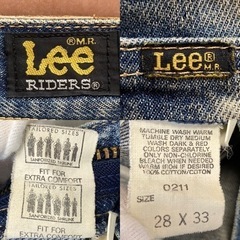 ® M.R.
Lee
RIDERS®
Lee
® M.R.
TAILORED SIZES
SANFORIZED SHRUNK
FIT FOR
EXTRA COMFORT
TAILORED SIZES
SANFORIZED SHRUNK
FIT FOR
EXTRA COMFORT
MACHINE WASH WARM
TUMBLE DRY MEDIUM
WASH DARK & RED
COLORS SEPARATELY
ONLY NON-CHLORINE
BLEACH WHEN NEEDED
WARM IRON IF DESIRED
100% COTTON/COTON
0211
SIZE
28 X 33